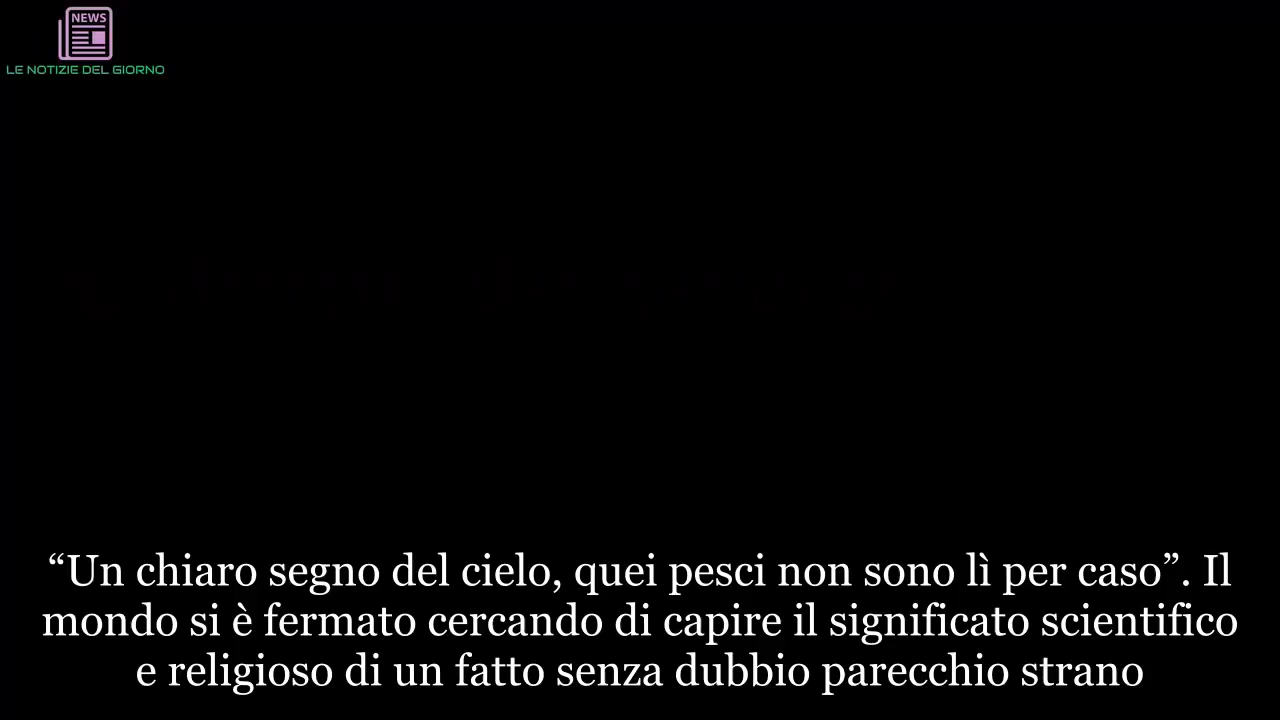 NEWS
LE NOTIZIE DEL GIORNO
“Un chiaro segno del cielo, quei pesci non sono lì per caso”. Il
mondo si è fermato cercando di capire il significato scientifico
e religioso di un fatto senza dubbio parecchio strano